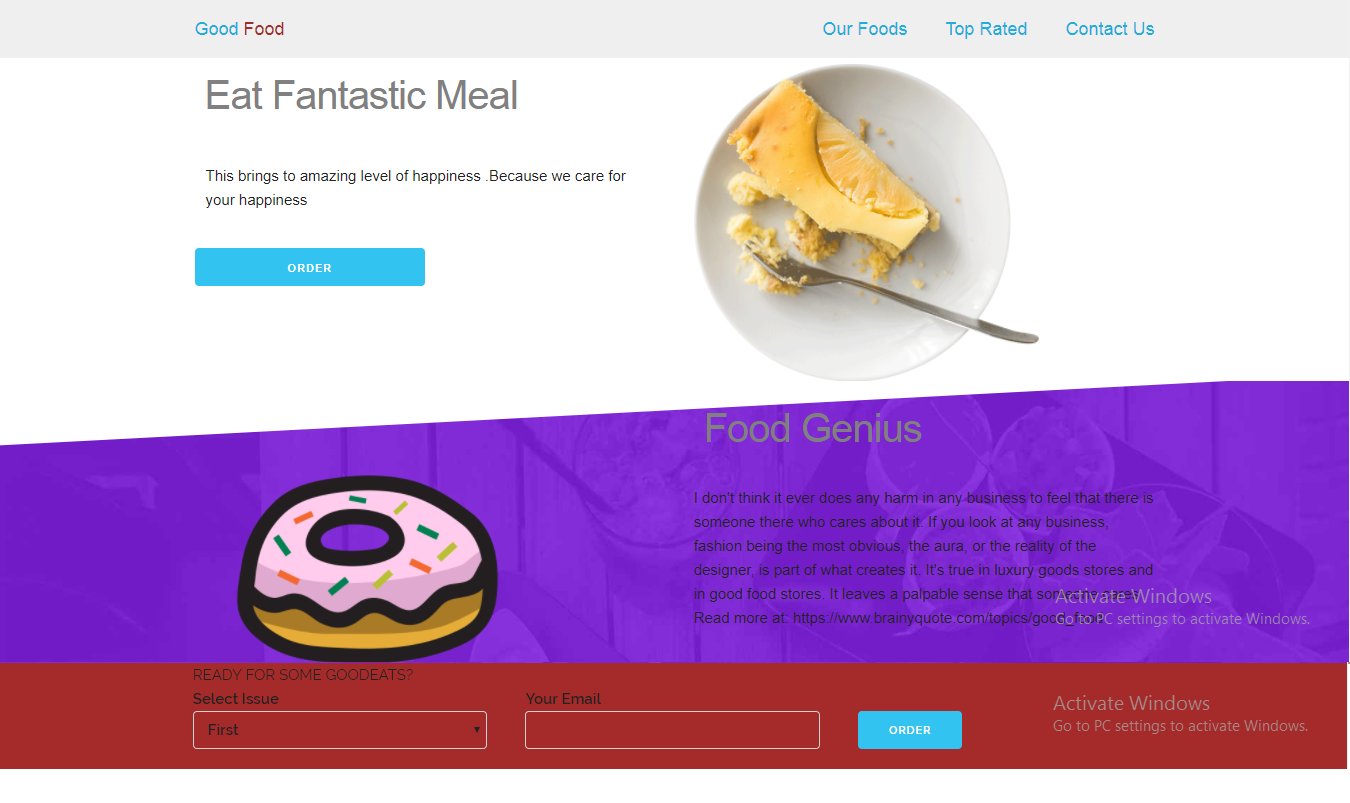 Good Food
Our Foods
Top Rated
Contact Us
Eat Fantastic Meal
This brings to amazing level of happiness .Because we care for
your happiness
ORDER
Food Genius
I don't think it ever does any harm in any business to feel that there is
someone there who cares about it. If you look at any business,
fashion being the most obvious, the aura, or the reality of the
designer, is part of what creates it. It's true in luxury goods stores and
in good food stores. It leaves a palpable sense that someone cares.
Read more at: https://www.brainyquote.com/topics/good_food
Activate Windows
Go to PC settings to activate Windows.
READY FOR SOME GOODEATS?
Select Issue
Your Email
First
ORDER
Activate Windows
Go to PC settings to activate Windows.